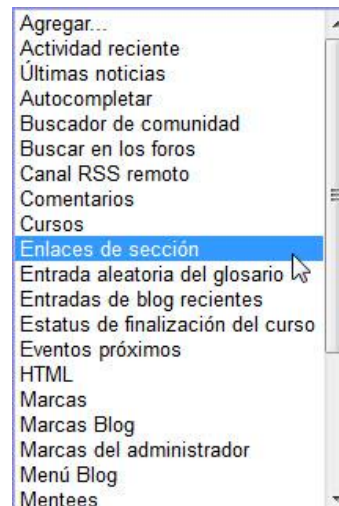 Agregar...
Actividad reciente
Últimas noticias
Autocompletar
Buscador de comunidad
Buscar en los foros
Canal RSS remoto
Comentarios
Cursos
Enlaces de sección
Entrada aleatoria del glosario
Entradas de blog recientes
Estatus de finalización del curso
Eventos próximos
HTML
Marcas
Marcas Blog
Marcas del administrador
Menú Blog
Mentees